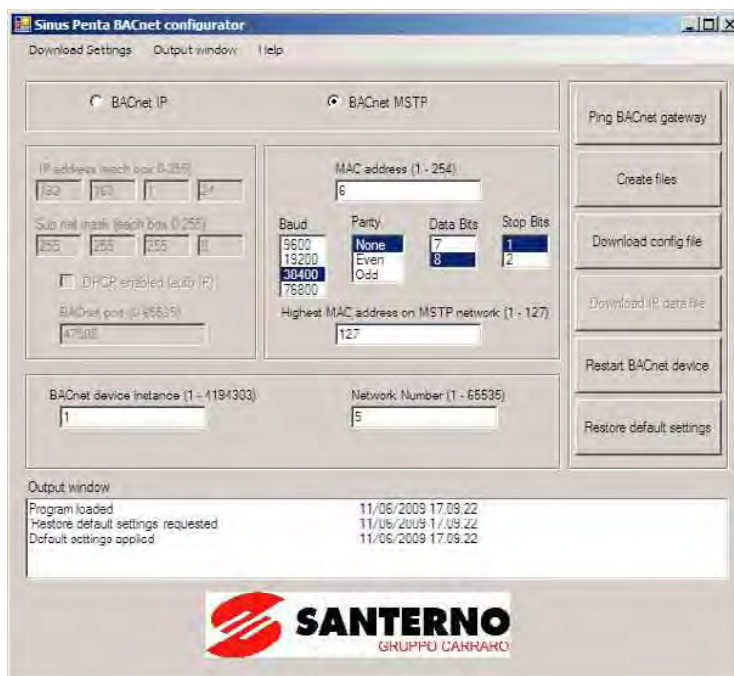 Sinus Penta BACnet configurator
Download Settings Output window Help
BACnet IP
BACnet MSTP
IP address (each box 0-255)
1 24
Sub net mask (each box 0-255)
255 255 255
DHCP enabled (auto IP)
BACnet port (0-65535)
MAC address (1 - 254)
6
Baud Parity Data Bits Stop Bits
9600 None 7 1
19200 Even 8 2
38400 Odd
76800
Highest MAC address on MSTP network (1 - 127)
127
BACnet device instance (1 - 4194303)
1
Network Number (1 - 65535)
5
Ping BACnet gateway
Create files
Download config file
Download IP data file
Restart BACnet device
Restore default settings
Output window
Program loaded 11/06/2009 17.09.22
Restore default settings requested 11/06/2009 17.09.22
Default settings applied 11/06/2009 17.09.22
SANTERNO
GRUPPO CARRARO